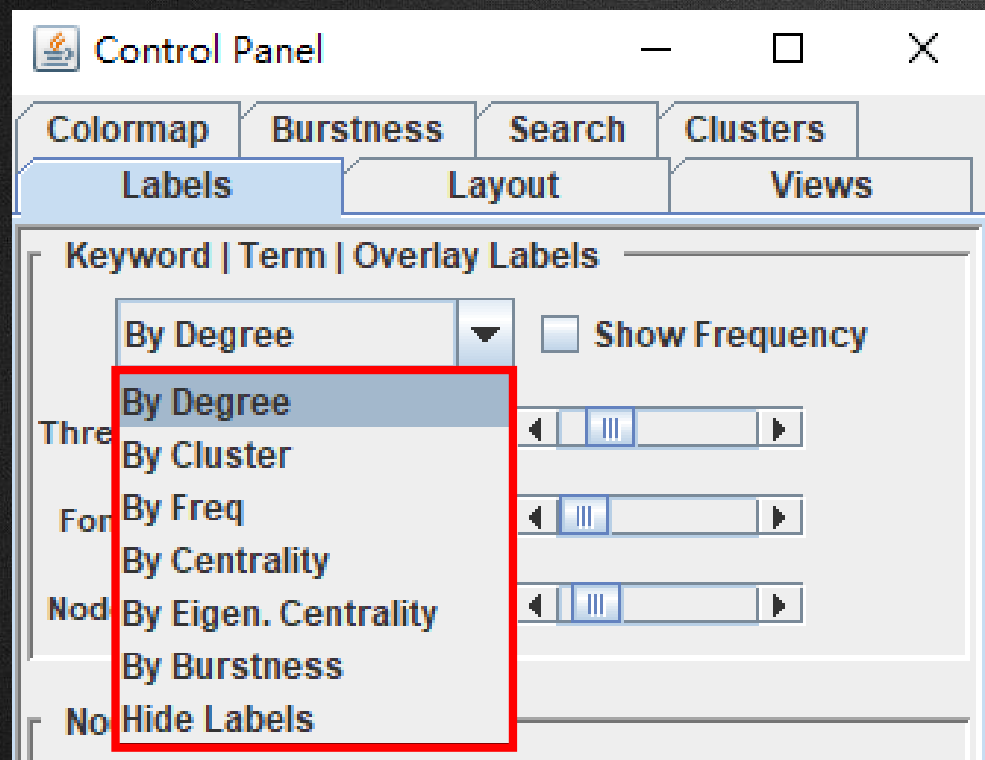 Control Panel
Colormap Burstness Search Clusters
Labels Layout Views
Keyword | Term | Overlay Labels
By Degree Show Frequency
By Degree
By Cluster
By Freq
By Centrality
By Eigen. Centrality
By Burstness
Hide Labels